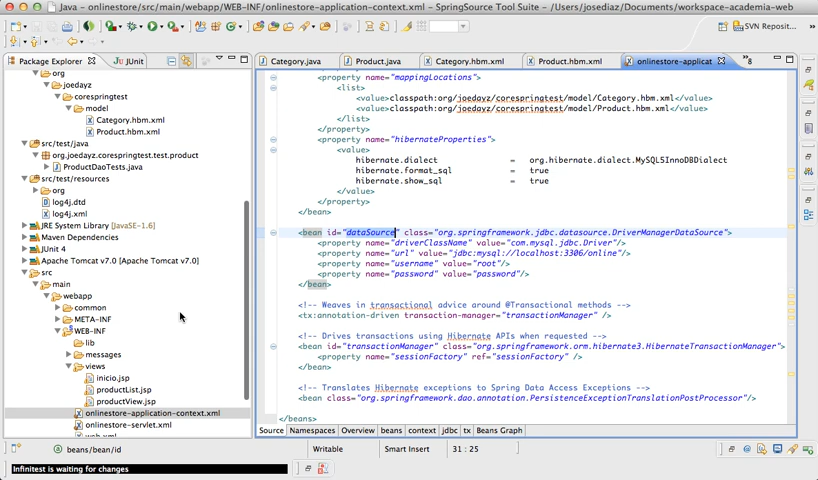 Java - onlinestore/src/main/webapp/WEB-INF/onlinestore-application-context.xml - SpringSource Tool Suite - /Users/josediaz/Documents/workspace-academia-web
SVN Reposit...
Package Explorer
JUnit
Category.java
Product.java
Category.hbm.xml
Product.hbm.xml
onlinestore-applicat
8
org
joedayz
corespringtest
model
Category.hbm.xml
Product.hbm.xml
src/test/java
org.joedayz.corespringtest.test.product
ProductDaoTests.java
src/test/resources
org
log4j.dtd
log4j.xml
JRE System Library [JavaSE-1.6]
Maven Dependencies
JUnit 4
Apache Tomcat v7.0 [Apache Tomcat v7.0]
src
main
webapp
common
META-INF
WEB-INF
lib
messages
views
inicio.jsp
productList.jsp
productView.jsp
onlinestore-application-context.xml
onlinestore-servlet.xml
web.xml
<property name="mappingLocations">
<list>
<value>classpath:org/joedayz/corespringtest/model/Category.hbm.xml</value>
<value>classpath:org/joedayz/corespringtest/model/Product.hbm.xml</value>
</list>
</property>
<property name="hibernateProperties">
<value>
hibernate.dialect = org.hibernate.dialect.MySQL5InnoDBDialect
hibernate.format_sql = true
hibernate.show_sql = true
</value>
</property>
</bean>
<bean id="dataSource" class="org.springframework.jdbc.datasource.DriverManagerDataSource">
<property name="driverClassName" value="com.mysql.jdbc.Driver"/>
<property name="url" value="jdbc:mysql://localhost:3306/online"/>
<property name="username" value="root"/>
<property name="password" value="password"/>
</bean>
<!-- Weaves in transactional advice around @Transactional methods -->
<tx:annotation-driven transaction-manager="transactionManager" />
<!-- Drives transactions using Hibernate APIs when requested -->
<bean id="transactionManager" class="org.springframework.orm.hibernate3.HibernateTransactionManager">
<property name="sessionFactory" ref="sessionFactory" />
</bean>
<!-- Translates Hibernate exceptions to Spring Data Access Exceptions -->
<bean class="org.springframework.dao.annotation.PersistenceExceptionTranslationPostProcessor"/>
</beans>
Source Namespaces Overview beans context jdbc tx Beans Graph
beans/bean/id
Writable
Smart Insert
31 : 25
Infinitest is waiting for changes